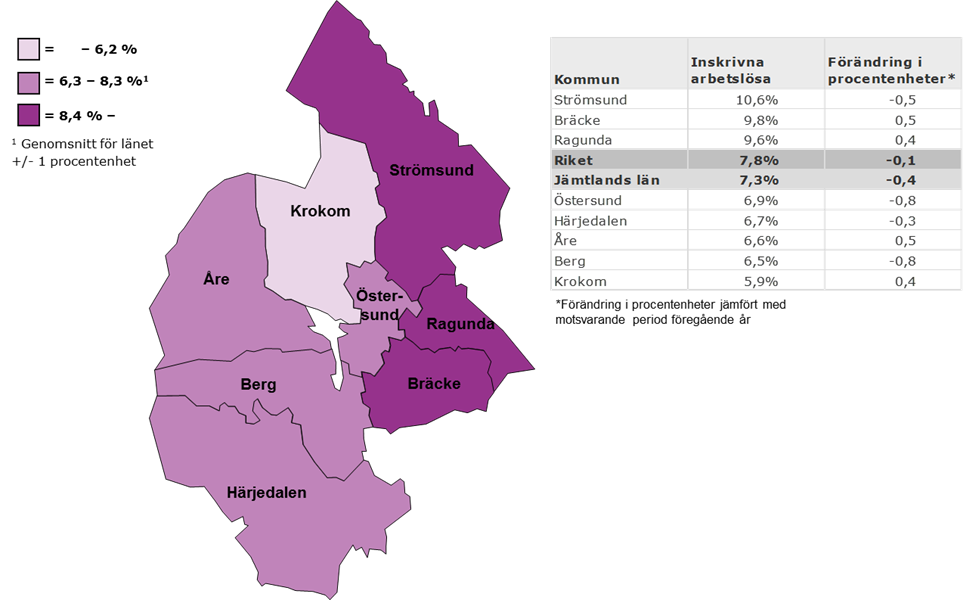 = – 6,2 %
= 6,3 – 8,3 %¹
= 8,4 % –
¹ Genomsnitt för länet
+/- 1 procentenhet
Strömsund
Krokom
Åre
Öster-
sund
Ragunda
Berg
Bräcke
Härjedalen
Kommun Inskrivna arbetslösa Förändring i procentenheter*
Strömsund 10,6% -0,5
Bräcke 9,8% 0,5
Ragunda 9,6% 0,4
Riket 7,8% -0,1
Jämtlands län 7,3% -0,4
Östersund 6,9% -0,8
Härjedalen 6,7% -0,3
Åre 6,6% 0,5
Berg 6,5% -0,8
Krokom 5,9% 0,4
*Förändring i procentenheter jämfört med
motsvarande period föregående år